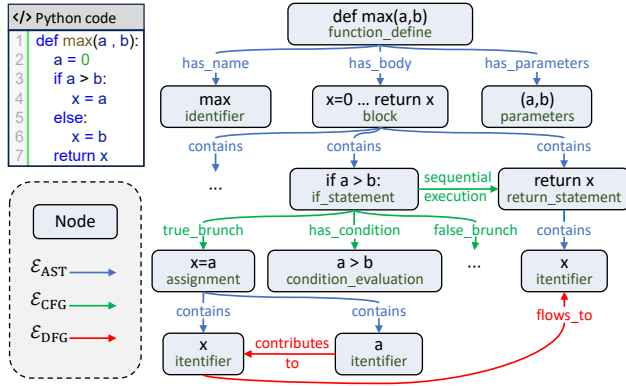 </> Python code
1 def max(a , b):
2 a = 0
3 if a > b:
4 x = a
5 else:
6 x = b
7 return x
Node
ℰAST
ℰCFG
ℰDFG
def max(a,b)
function_define
has_name
has_body
has_parameters
max
identifier
x=0 ... return x
block
(a,b)
parameters
contains
contains
contains
...
if a > b:
if_statement
sequential
execution
return x
return_statement
true_brunch
has_condition
false_brunch
contains
x=a
assignment
a > b
condition_evaluation
...
x
itentifier
contains
contains
flows_to
x
itentifier
contributes
to
a
itentifier